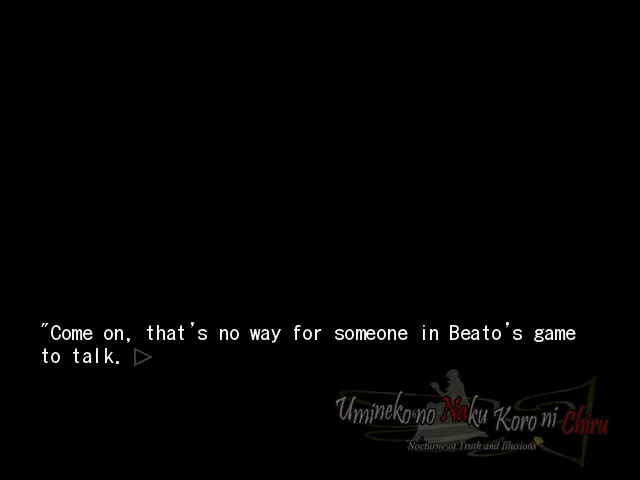 "Come on, that's no way for someone in Beato's game
to talk.
Umineko no Naku Koro ni Chiru
Nocturne of Truth and Illusions